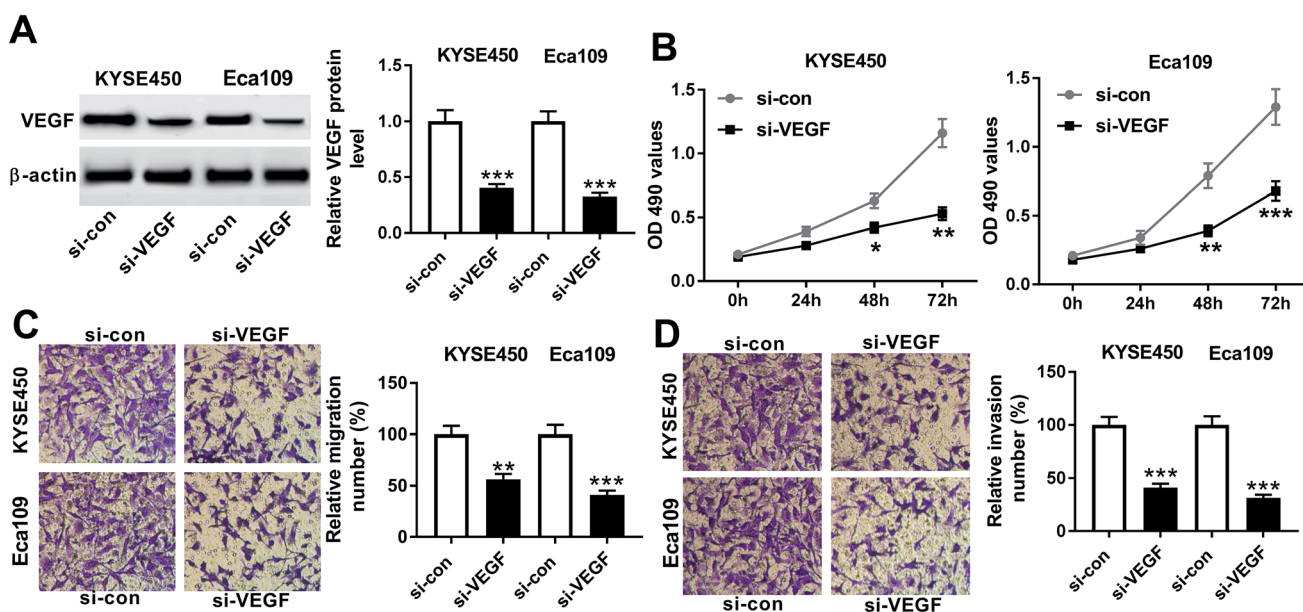 A
KYSE450 Eca109
VEGF
β-actin
si-con
si-VEGF
si-con
si-VEGF
Relative VEGF protein
level
KYSE450 Eca109
1.5
1.0
0.5
0.0
***
***
si-con
si-VEGF
si-con
si-VEGF
B
KYSE450
si-con
si-VEGF
OD 490 values
1.5
1.0
0.5
0.0
*
**
0h 24h 48h 72h
Eca109
si-con
si-VEGF
OD 490 values
1.5
1.0
0.5
0.0
**
***
0h 24h 48h 72h
C
si-con si-VEGF
KYSE450
Eca109
si-con si-VEGF
Relative migration
number (%)
KYSE450 Eca109
150
100
50
0
**
***
si-con
si-VEGF
si-con
si-VEGF
D
si-con si-VEGF
KYSE450
Eca109
si-con si-VEGF
Relative invasion
number (%)
KYSE450 Eca109
150
100
50
0
***
***
si-con
si-VEGF
si-con
si-VEGF